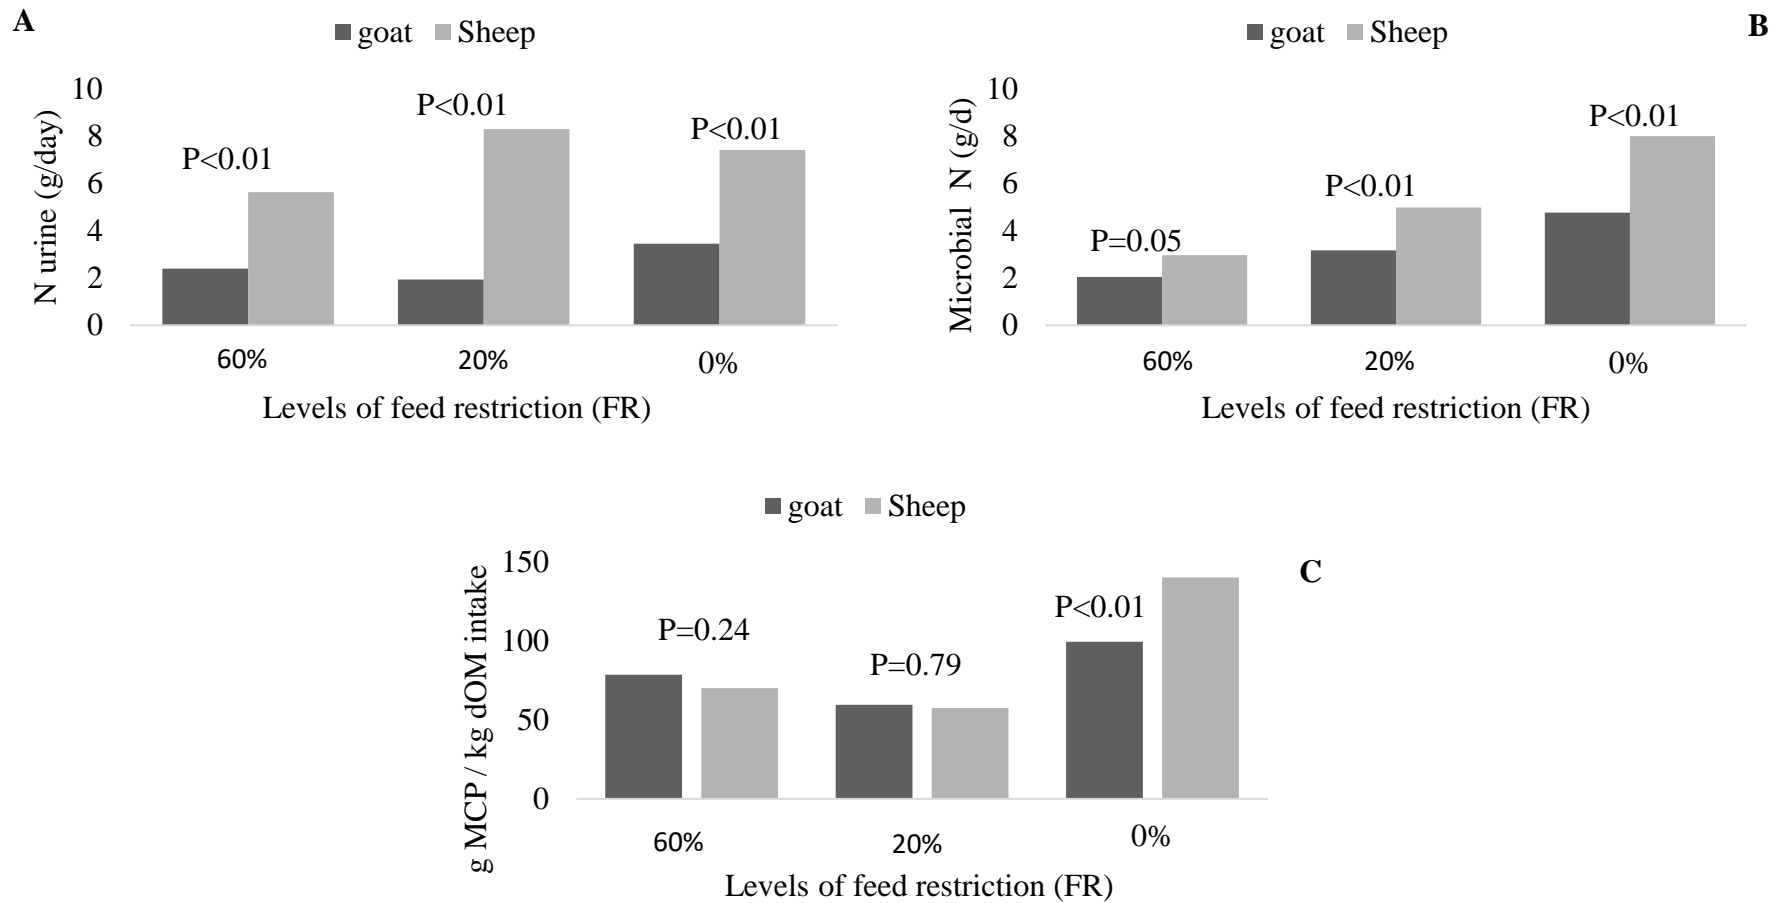 A
goat Sheep
N urine (g/day)
10
8
6
4
2
0
P<0.01
P<0.01
P<0.01
60% 20% 0%
Levels of feed restriction (FR)
B
goat Sheep
Microbial N (g/d)
10
8
6
4
2
0
P=0.05
P<0.01
P<0.01
60% 20% 0%
Levels of feed restriction (FR)
C
goat Sheep
g MCP / kg dOM intake
150
100
50
0
P=0.24
P=0.79
P<0.01
60% 20% 0%
Levels of feed restriction (FR)